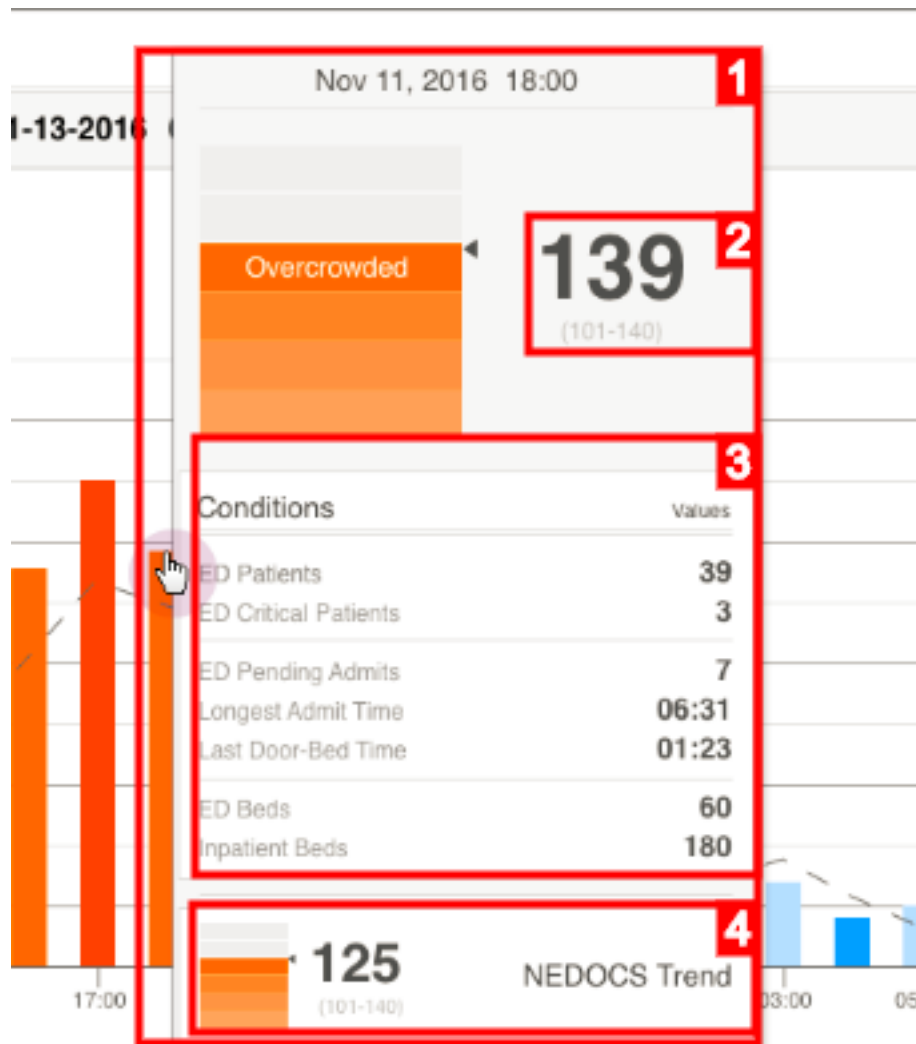 Nov 11, 2016 18:00
1
1-13-2016
2
139
(101-140)
Overcrowded
3
Conditions Values
ED Patients 39
ED Critical Patients 3
ED Pending Admits 7
Longest Admit Time 06:31
Last Door-Bed Time 01:23
ED Beds 60
Inpatient Beds 180
4
125
(101-140)
NEDOCS Trend
17:00
03:00
05